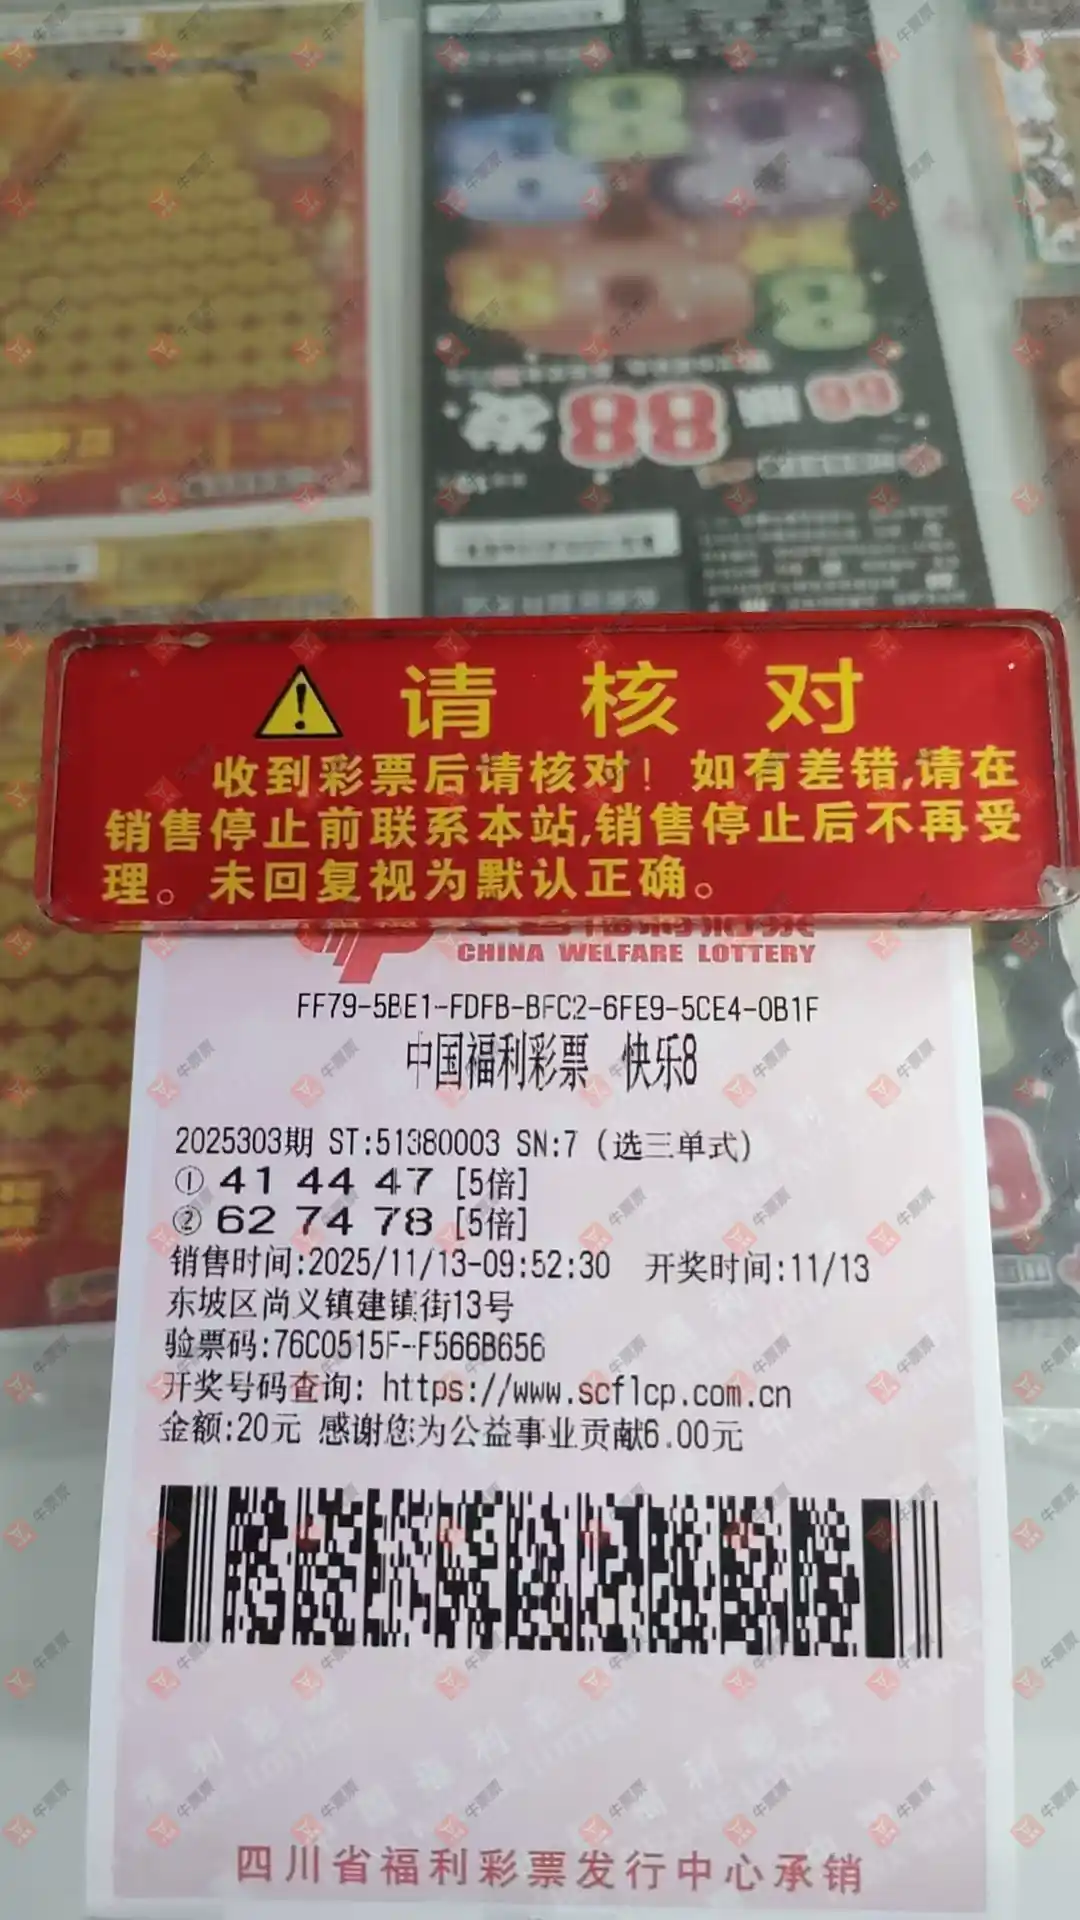 88
请核对
收到彩票后请核对！如有差错,请在
销售停止前联系本站,销售停止后不再受
理。未回复视为默认正确。
CHINA WELFARE LOTTERY
FF79-5BE1-FDFB-BFC2-6FE9-5CE4-0B1F
中国福利彩票 快乐8
2025303期 ST:51380003 SN:7 (选三单式)
① 41 44 47 [5倍]
② 62 74 78 [5倍]
销售时间:2025/11/13-09:52:30 开奖时间:11/13
东坡区尚义镇建镇街13号
验票码:76C0515F-F566B656
开奖号码查询: https://www.scflcp.com.cn
金额:20元 感谢您为公益事业贡献6.00元
四川省福利彩票发行中心承销
牛票票